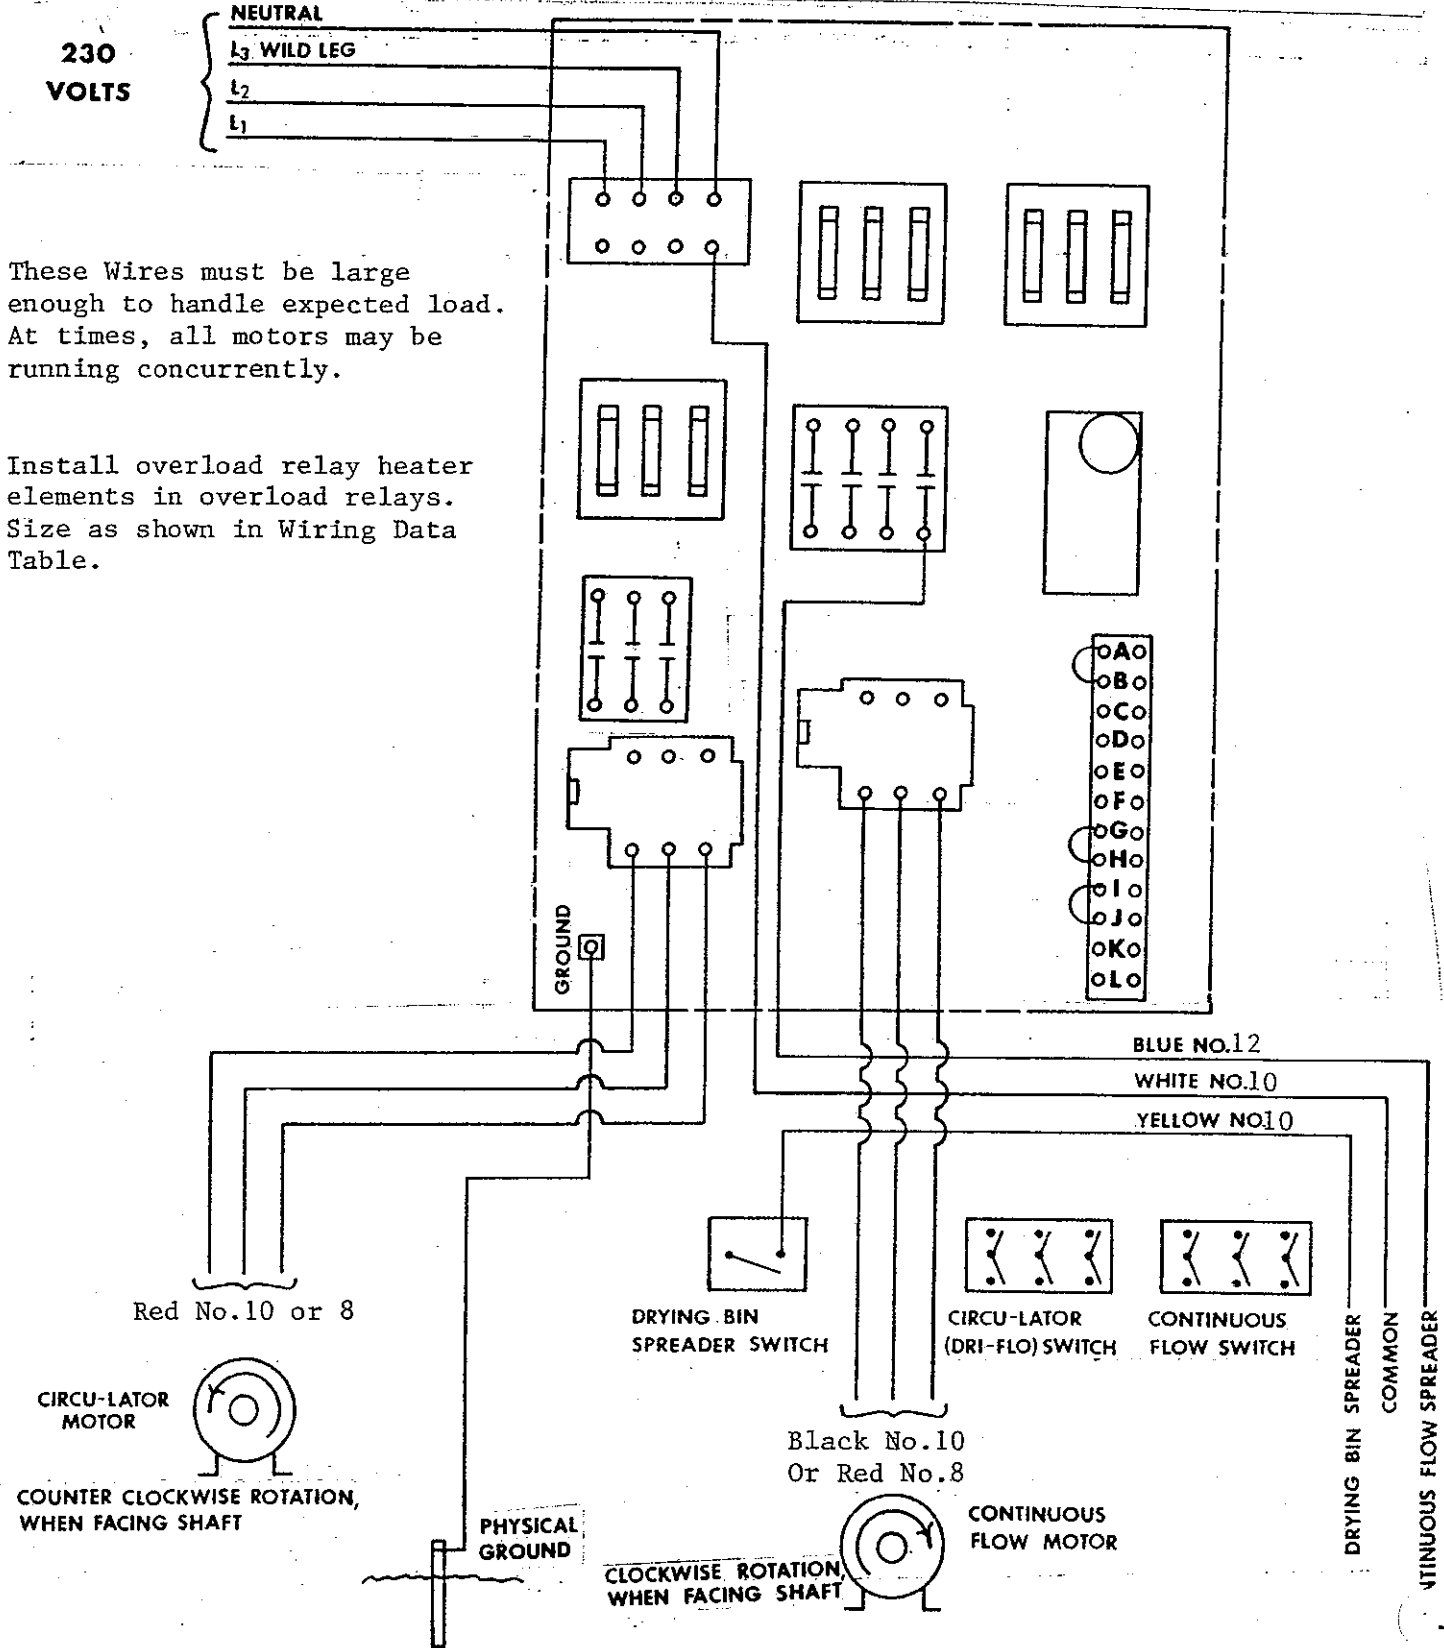 NEUTRAL
L3 WILD LEG
L2
L1
230
VOLTS
These Wires must be large
enough to handle expected load.
At times, all motors may be
running concurrently.
Install overload relay heater
elements in overload relays.
Size as shown in Wiring Data
Table.
A
B
C
D
E
F
G
H
I
J
K
L
GROUND
BLUE NO.12
WHITE NO.10
YELLOW NO.10
Red No.10 or 8
DRYING BIN
SPREADER SWITCH
CIRCU-LATOR
(DRI-FLO) SWITCH
CONTINUOUS
FLOW SWITCH
DRYING BIN SPREADER
COMMON
NTINUOUS FLOW SPREADER
CIRCU-LATOR
MOTOR
COUNTER CLOCKWISE ROTATION,
WHEN FACING SHAFT
Black No.10
Or Red No.8
PHYSICAL
GROUND
CONTINUOUS
FLOW MOTOR
CLOCKWISE ROTATION,
WHEN FACING SHAFT